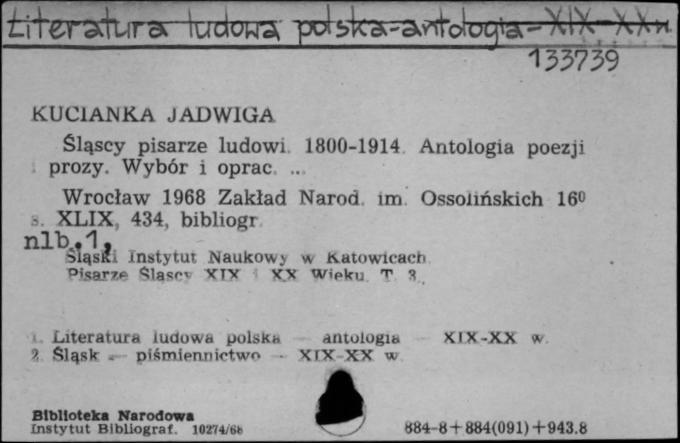 Literatura ludowa polska-antologia-XIX-XXw
133739
KUCIANKA JADWIGA
Śląscy pisarze ludowi. 1800-1914. Antologia poezji
i prozy. Wybór i oprac. ...
Wrocław 1968 Zakład Narod. im. Ossolińskich 16⁰
s. XLIX, 434, bibliogr.
nlb.1,
Śląski Instytut Naukowy w Katowicach.
Pisarze Śląscy XIX i XX Wieku. T. 3.,
1. Literatura ludowa polska — antologia — XIX-XX w.
2. Śląsk — piśmiennictwo — XIX-XX w.
Biblioteka Narodowa
Instytut Bibliograf. 10274/68
884-8+884(091)+943.8